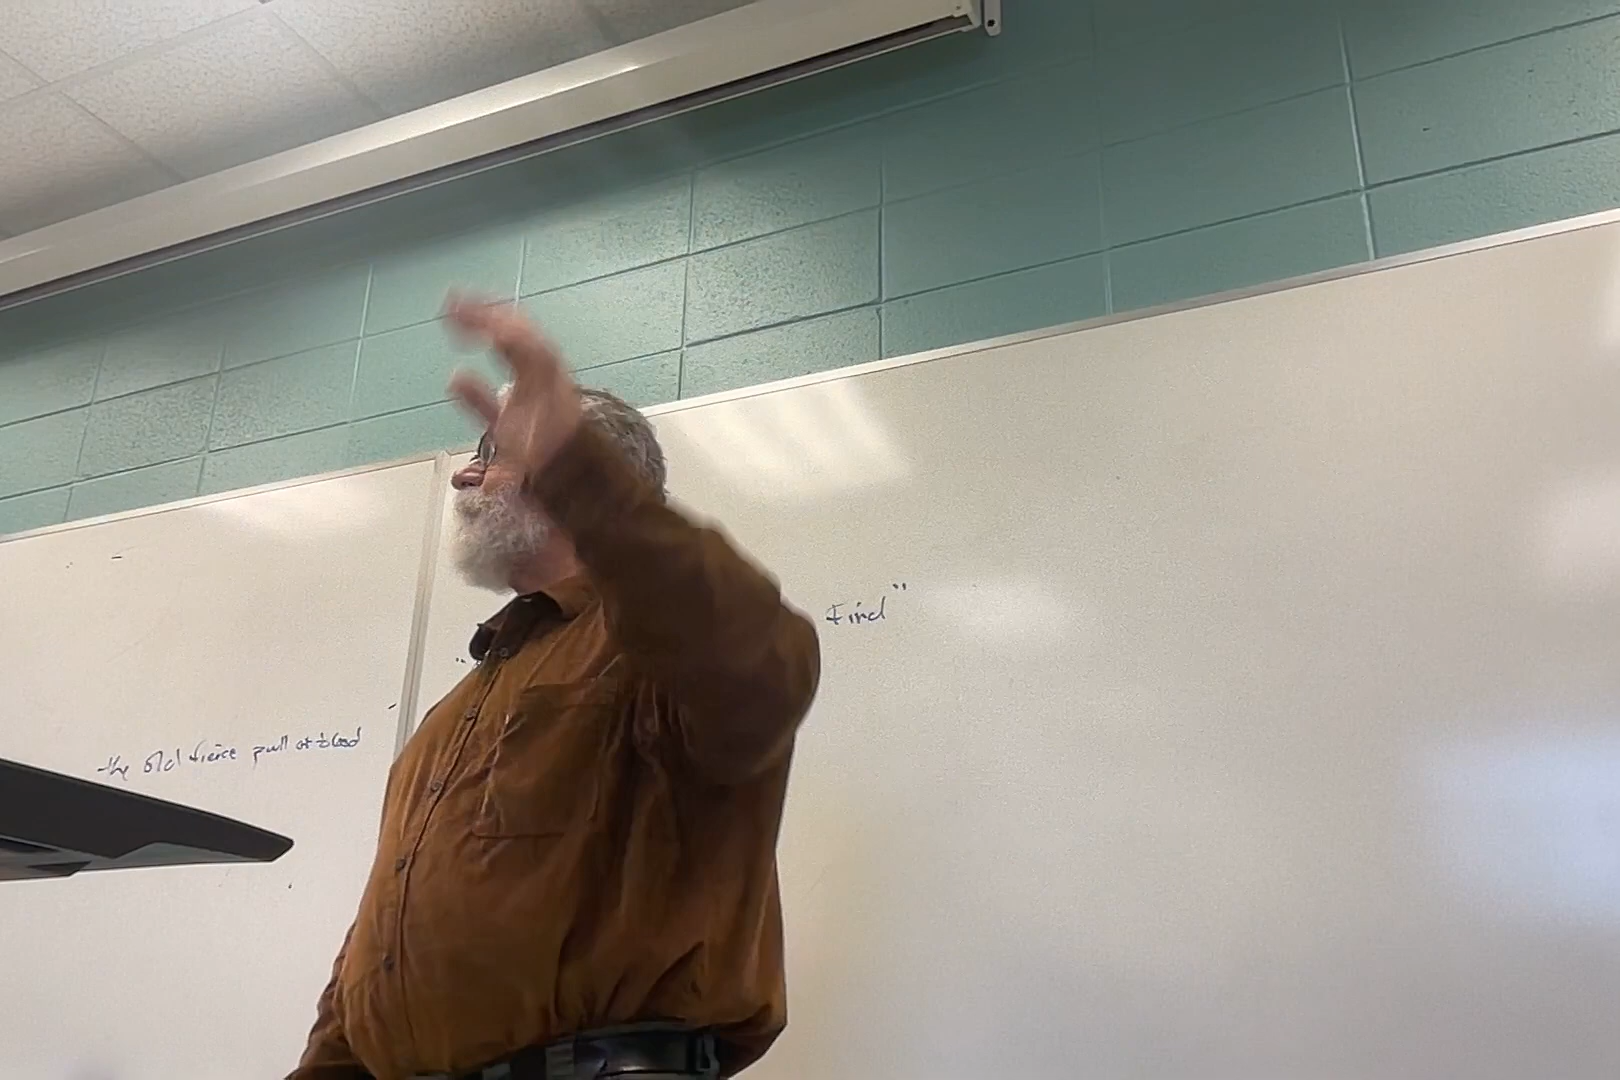 the old fierce pull of blood
"
find"